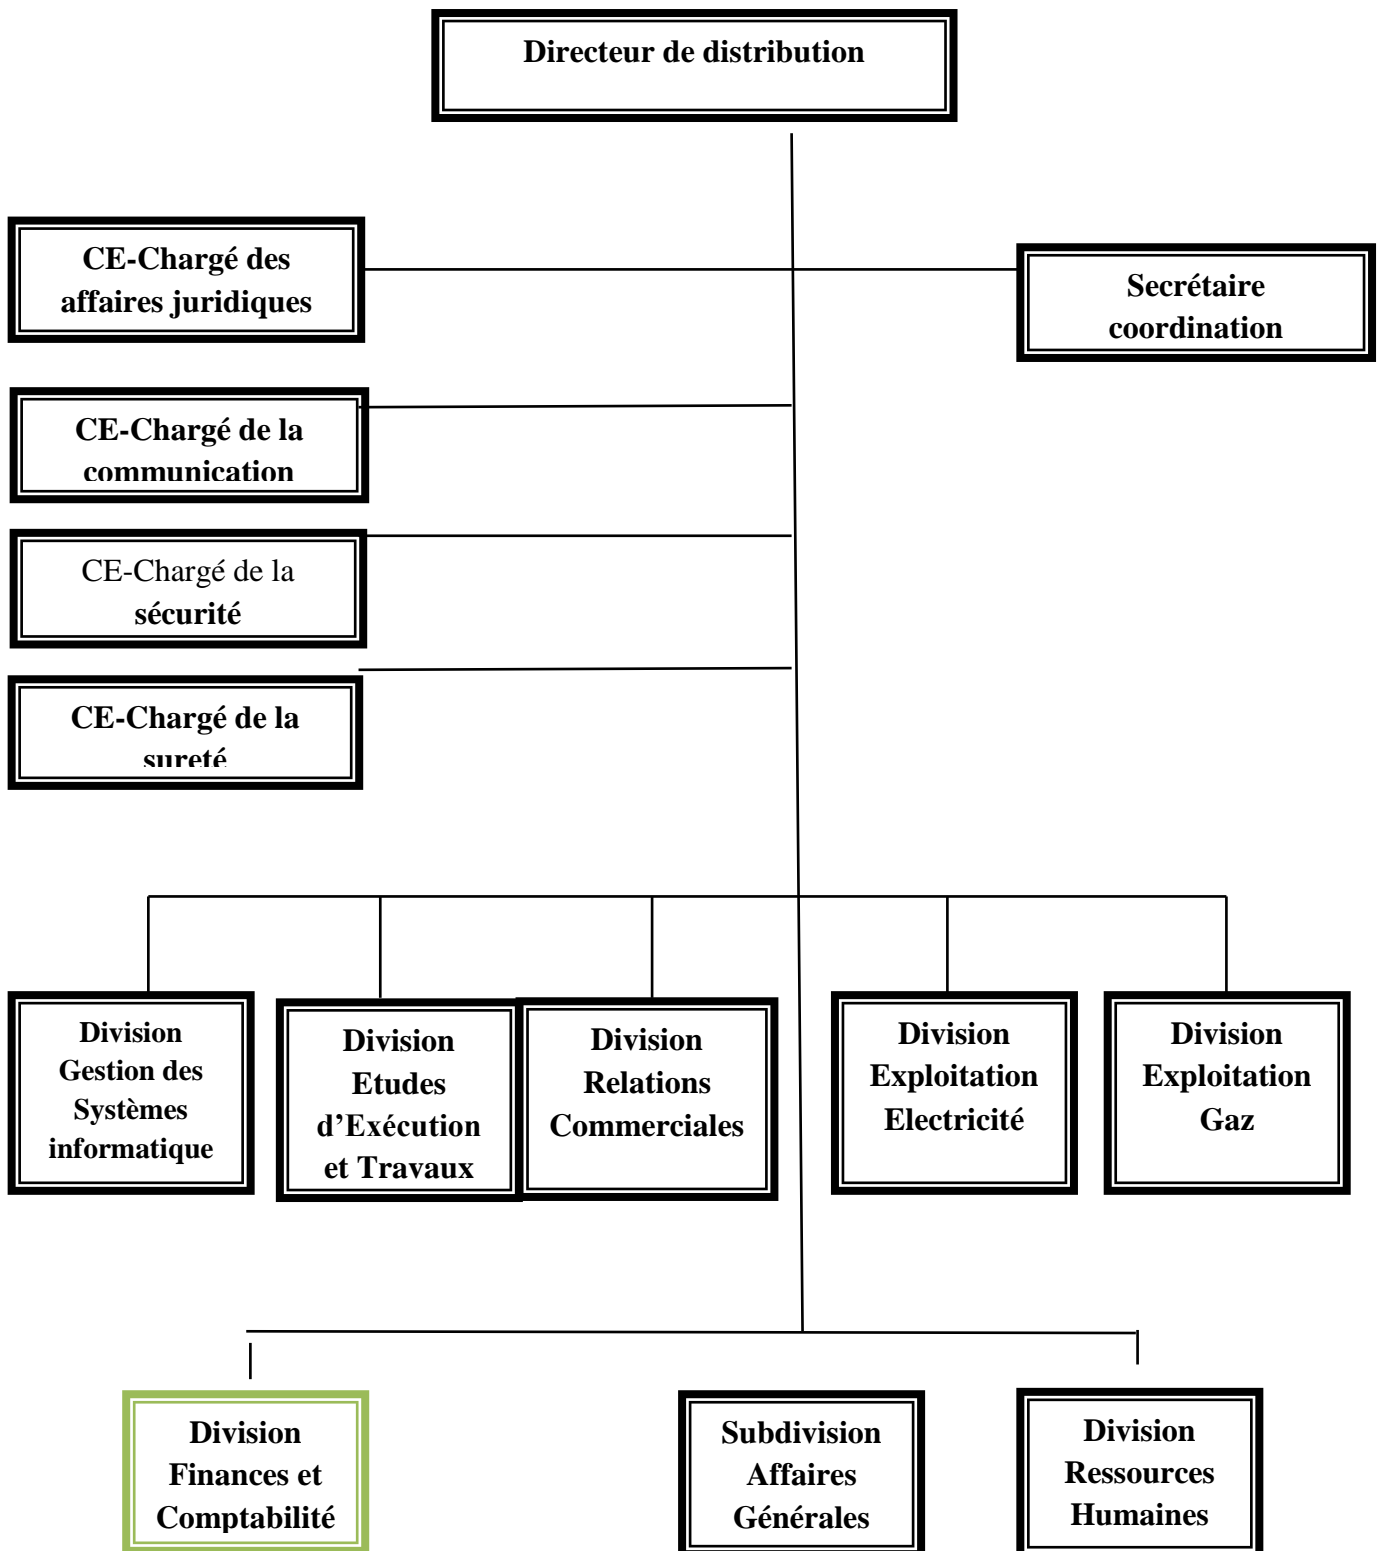 Directeur de distribution
CE-Chargé des
affaires juridiques
Secrétaire
coordination
CE-Chargé de la
communication
CE-Chargé de la
sécurité
CE-Chargé de la
sureté
Division
Gestion des
Systèmes
informatique
Division
Etudes
d’Exécution
et Travaux
Division
Relations
Commerciales
Division
Exploitation
Electricité
Division
Exploitation
Gaz
Division
Finances et
Comptabilité
Subdivision
Affaires
Générales
Division
Ressources
Humaines